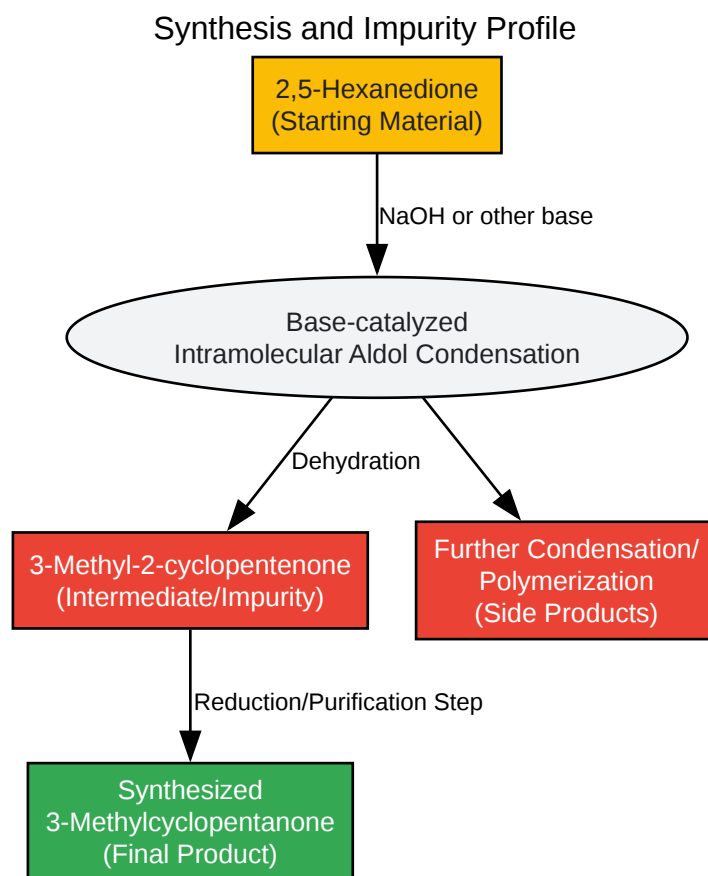 Synthesis and Impurity Profile
2,5-Hexanedione
(Starting Material)
NaOH or other base
Base-catalyzed
Intramolecular Aldol Condensation
Dehydration
3-Methyl-2-cyclopentenone
(Intermediate/Impurity)
Further Condensation/
Polymerization
(Side Products)
Reduction/Purification Step
Synthesized
3-Methylcyclopentanone
(Final Product)